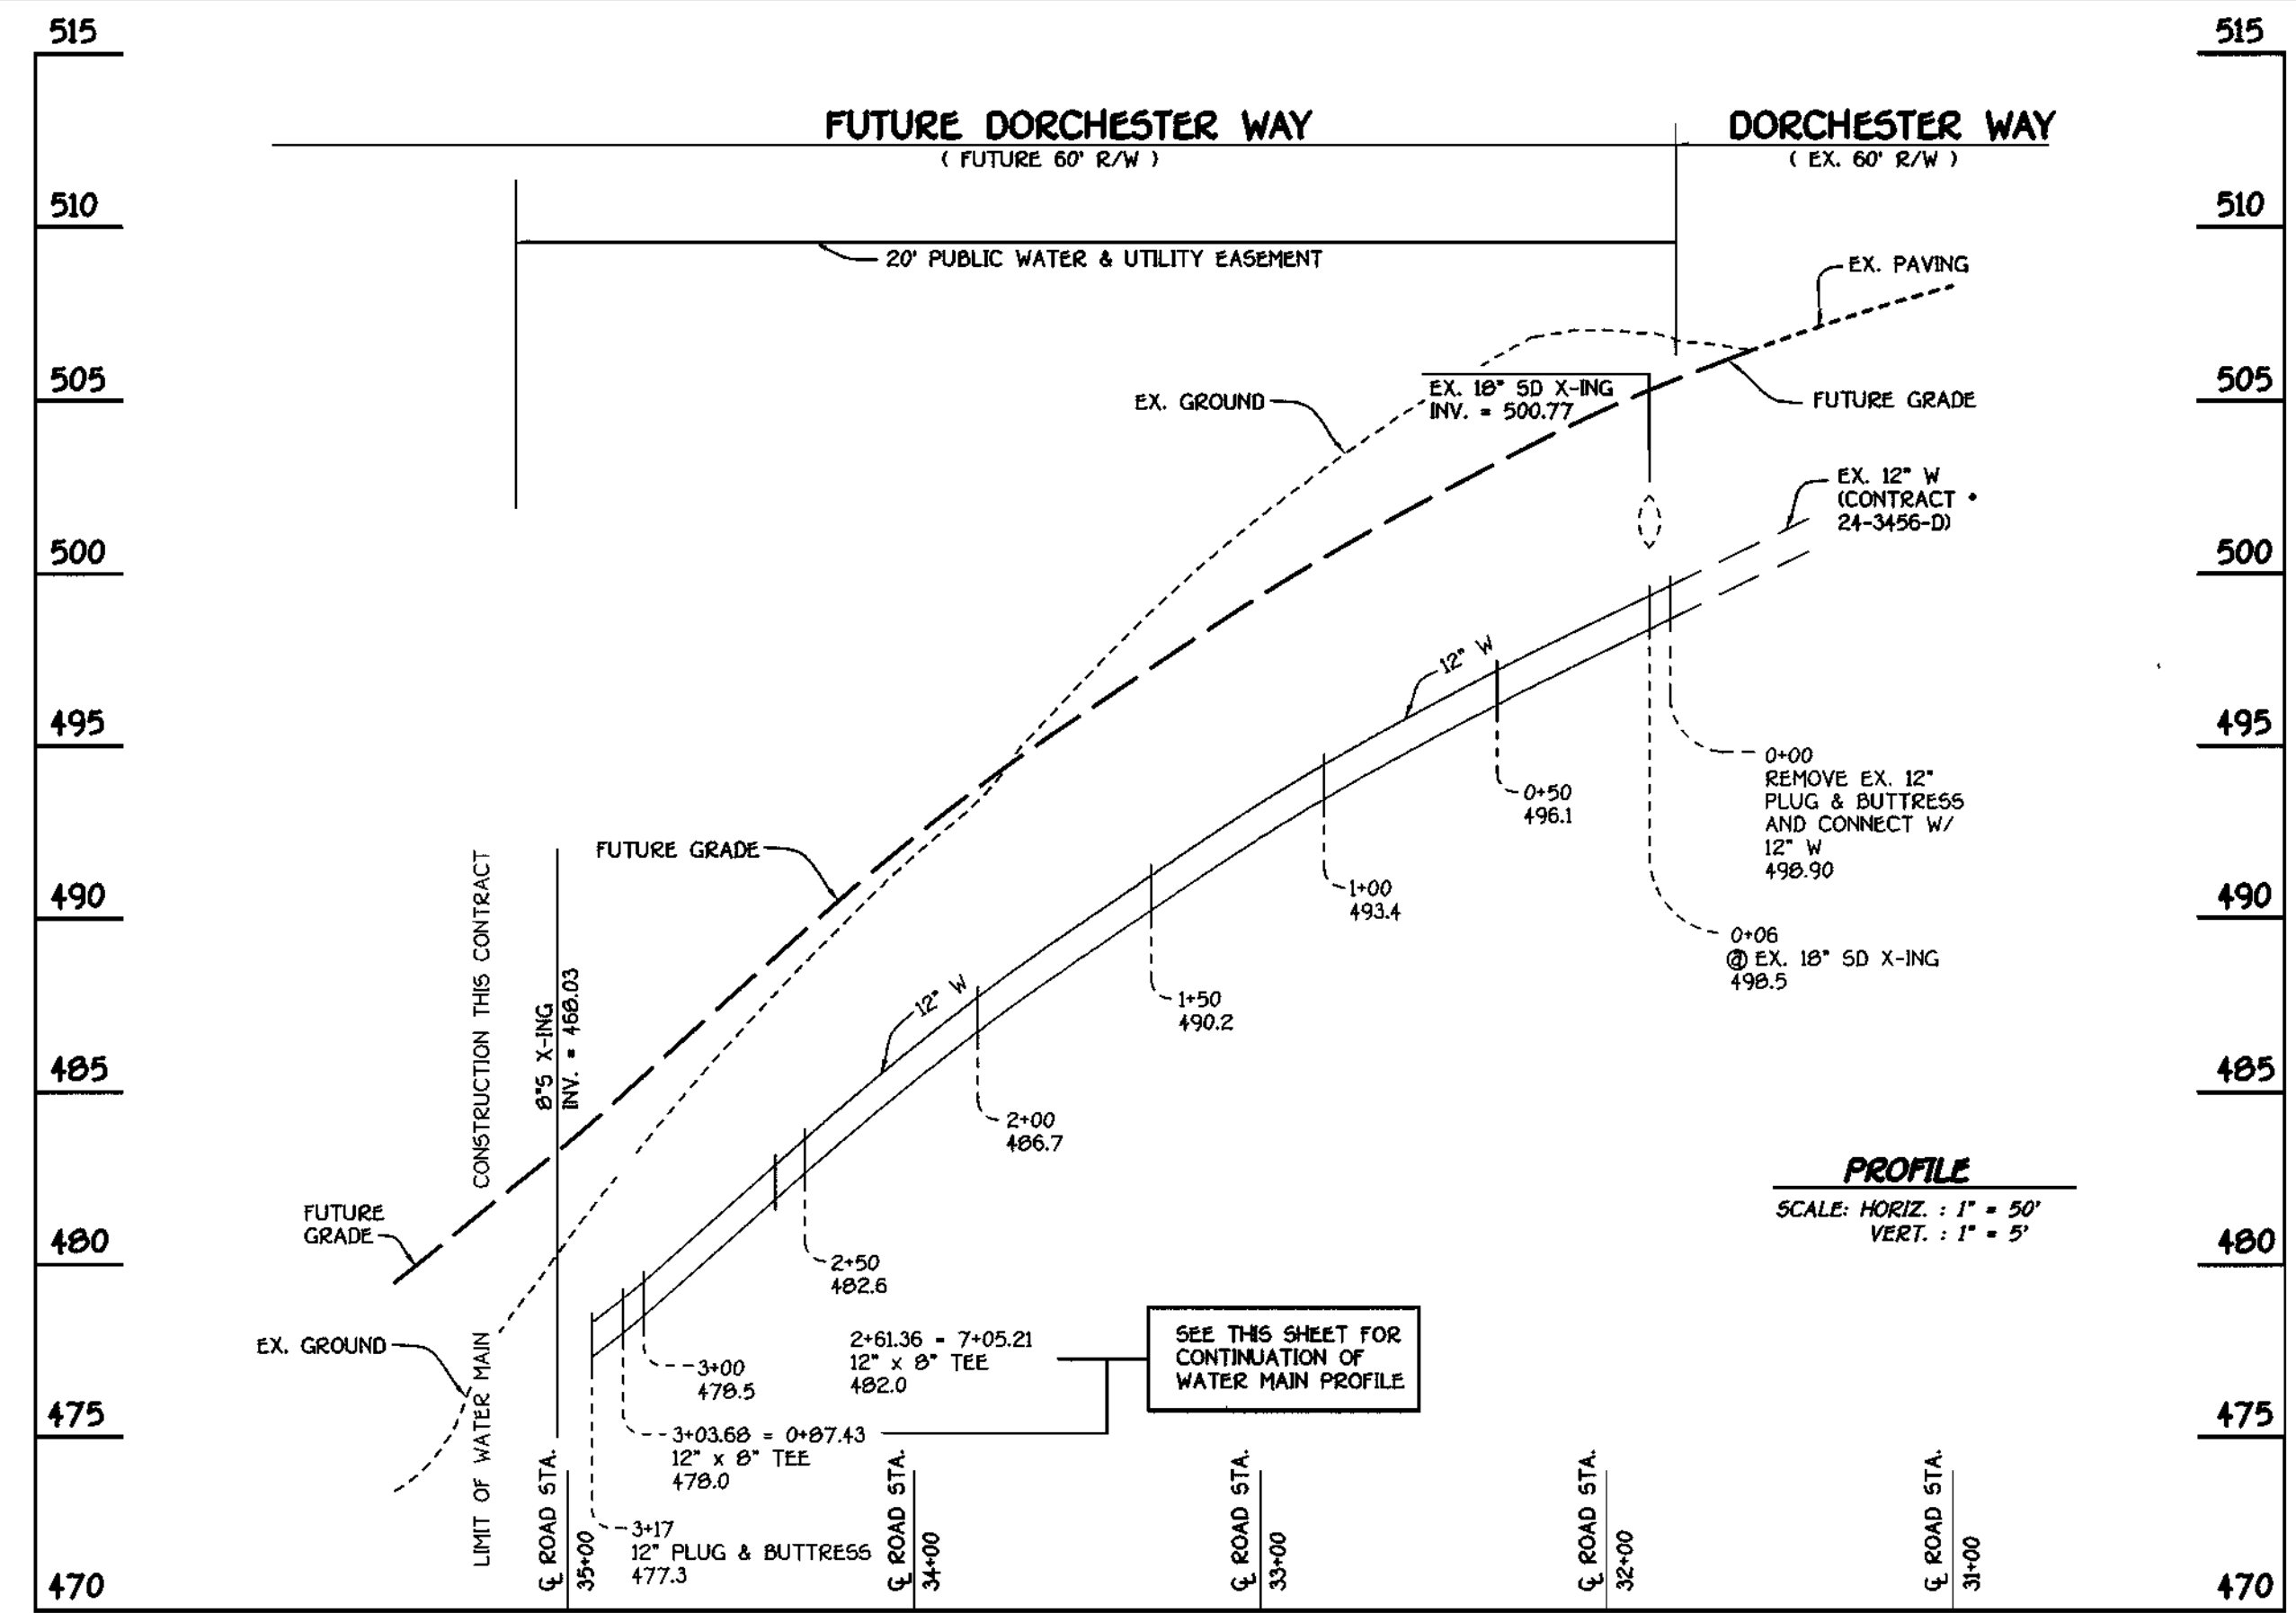 515
515
FUTURE DORCHESTER WAY
( FUTURE 60' R/W )
DORCHESTER WAY
( EX. 60' R/W )
510
510
20' PUBLIC WATER & UTILITY EASEMENT
EX. PAVING
505
505
EX. GROUND
EX. 18" SD X-ING
INV. = 500.77
FUTURE GRADE
EX. 12" W
(CONTRACT *
24-3456-D)
500
500
12" W
495
495
0+00
REMOVE EX. 12"
PLUG & BUTTRESS
AND CONNECT W/
12" W
498.90
0+50
496.1
FUTURE GRADE
1+00
493.4
490
490
0+06
@ EX. 18" SD X-ING
498.5
12" W
1+50
490.2
CONSTRUCTION THIS CONTRACT
8"S X-ING
INV. = 468.03
485
485
2+00
486.7
PROFILE
SCALE: HORIZ. : 1" = 50'
VERT. : 1" = 5'
FUTURE
GRADE
480
480
2+50
482.6
EX. GROUND
LIMIT OF WATER MAIN
2+61.36 = 7+05.21
12" x 8" TEE
482.0
SEE THIS SHEET FOR
CONTINUATION OF
WATER MAIN PROFILE
3+00
478.5
475
475
3+03.68 = 0+87.43
12" x 8" TEE
478.0
3+17
12" PLUG & BUTTRESS
477.3
℄ ROAD STA.
35+00
℄ ROAD STA.
34+00
℄ ROAD STA.
33+00
℄ ROAD STA.
32+00
℄ ROAD STA.
31+00
470
470